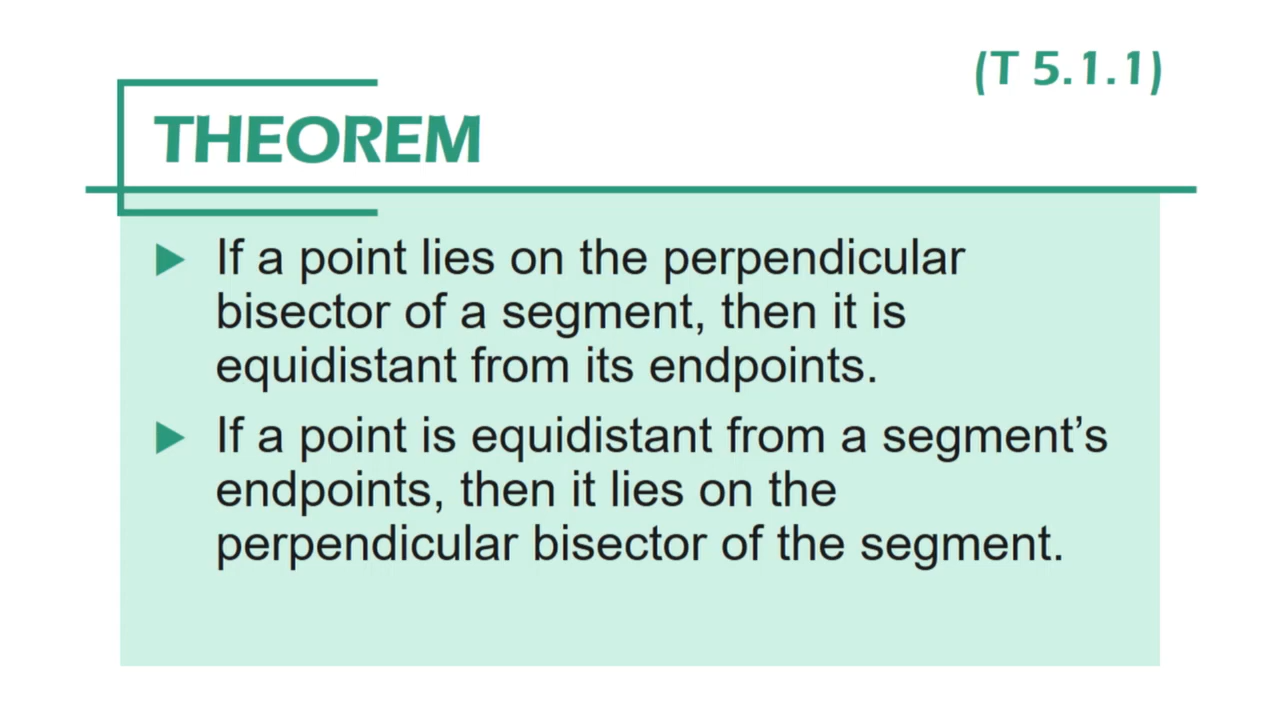 (T 5.1.1)
THEOREM
If a point lies on the perpendicular
bisector of a segment, then it is
equidistant from its endpoints.
If a point is equidistant from a segment’s
endpoints, then it lies on the
perpendicular bisector of the segment.